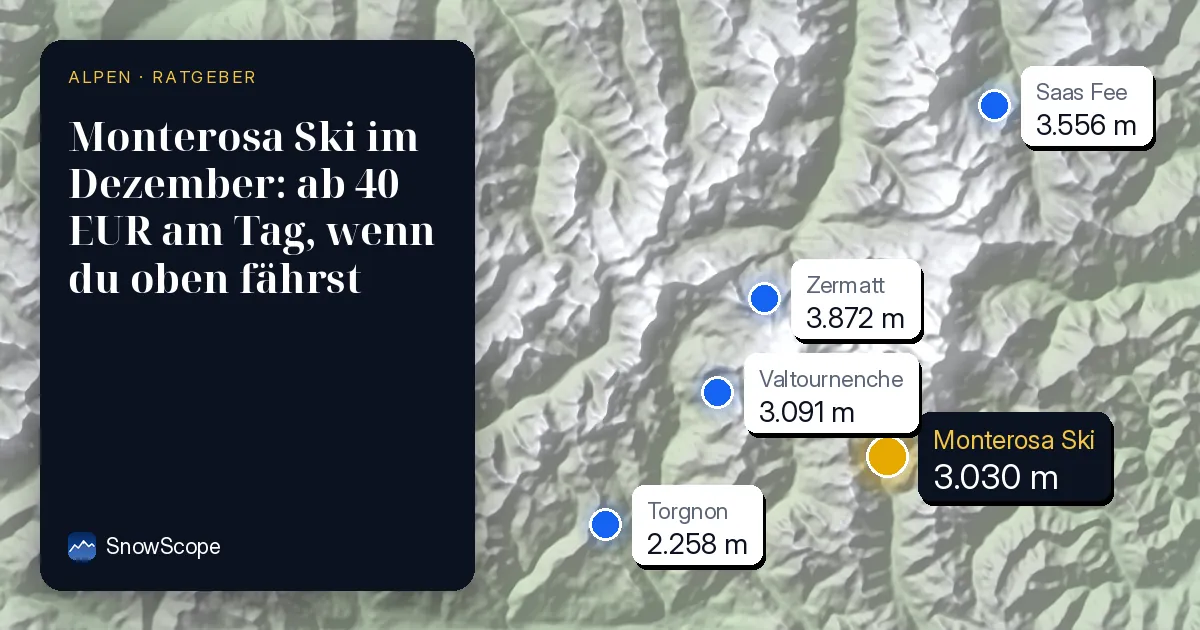 ALPEN · RATGEBER
Monterosa Ski im
Dezember: ab 40
EUR am Tag, wenn
du oben fährst
SnowScope
Saas Fee
3.556 m
Zermatt
3.872 m
Valtournenche
3.091 m
Monterosa Ski
3.030 m
Torgnon
2.258 m